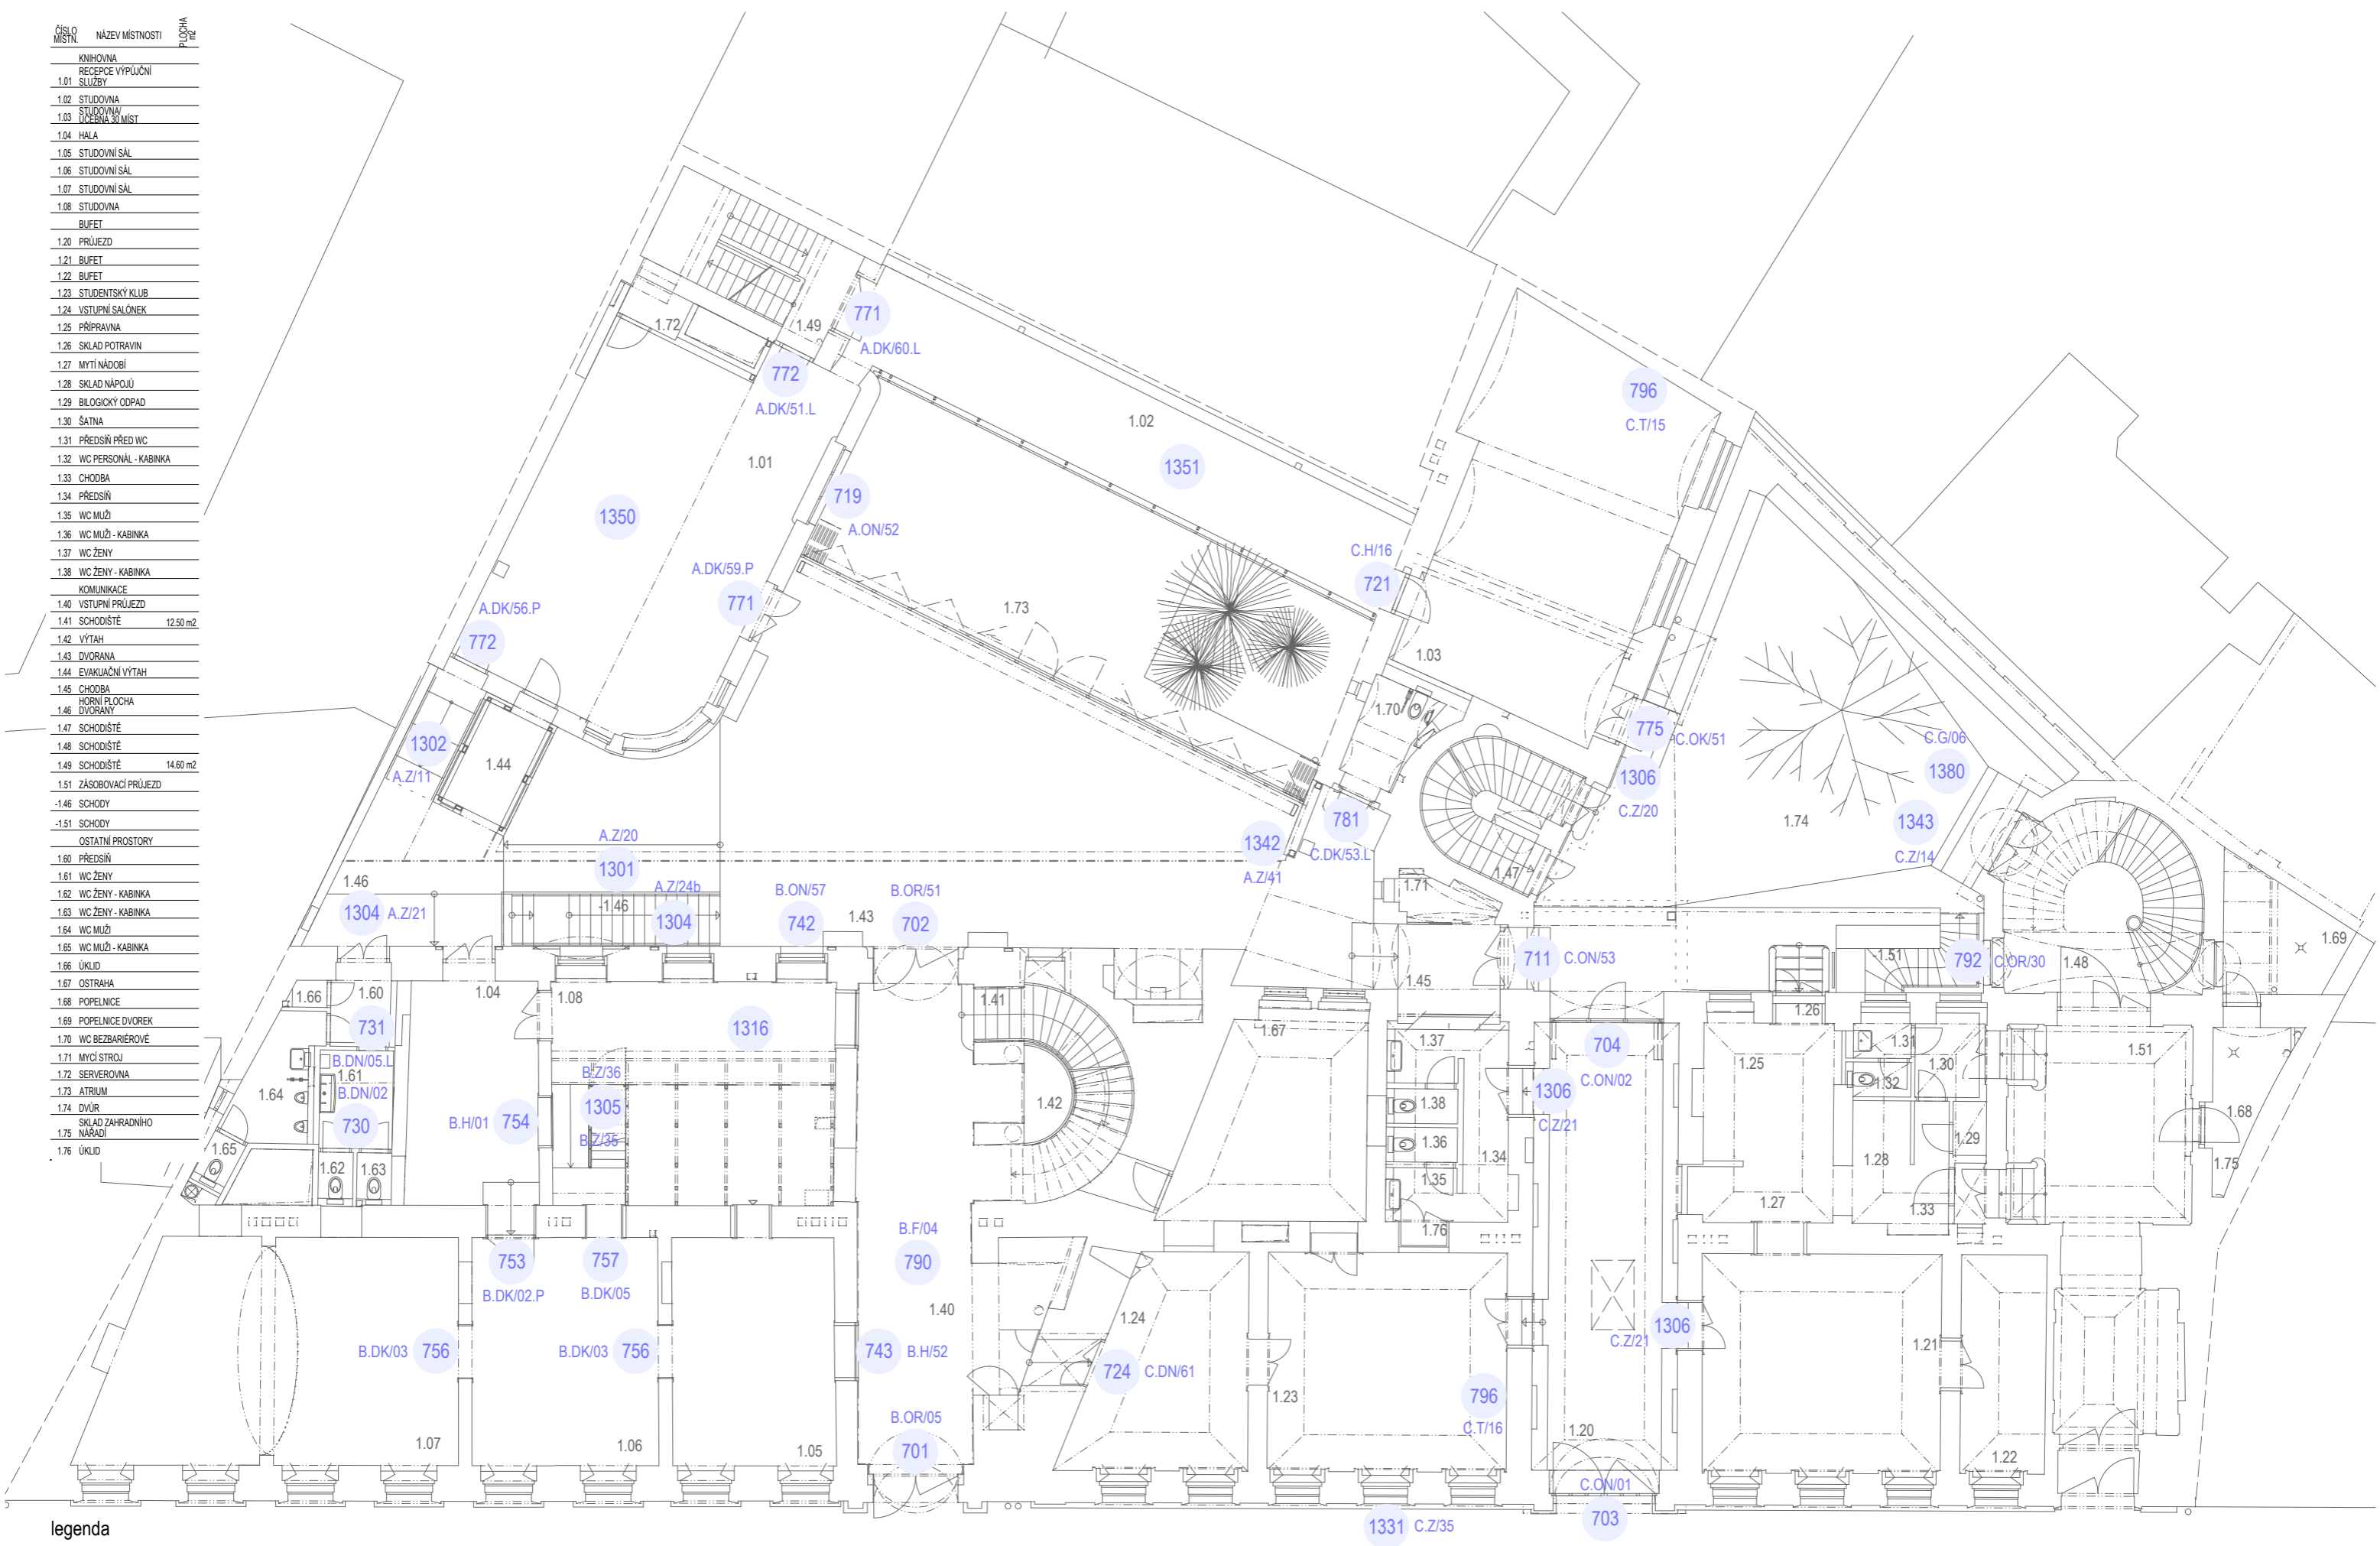 ČÍSLO MÍSTN. NÁZEV MÍSTNOSTI PLOCHA m2
KNIHOVNA
1.01 RECEPCE VÝPŮJČNÍ SLUŽBY
1.02 STUDOVNA
1.03 STUDOVNA/ UČEBNA 30 MÍST
1.04 HALA
1.05 STUDOVNÍ SÁL
1.06 STUDOVNÍ SÁL
1.07 STUDOVNÍ SÁL
1.08 STUDOVNA
BUFET
1.20 PRŮJEZD
1.21 BUFET
1.22 BUFET
1.23 STUDENTSKÝ KLUB
1.24 VSTUPNÍ SALÓNEK
1.25 PŘÍPRAVNA
1.26 SKLAD POTRAVIN
1.27 MYTÍ NÁDOBÍ
1.28 SKLAD NÁPOJŮ
1.29 BILOGICKÝ ODPAD
1.30 ŠATNA
1.31 PŘEDSÍŇ PŘED WC
1.32 WC PERSONÁL - KABINKA
1.33 CHODBA
1.34 PŘEDSÍŇ
1.35 WC MUŽI
1.36 WC MUŽI - KABINKA
1.37 WC ŽENY
1.38 WC ŽENY - KABINKA
KOMUNIKACE
1.40 VSTUPNÍ PRŮJEZD
1.41 SCHODIŠTĚ 12.50 m2
1.42 VÝTAH
1.43 DVORANA
1.44 EVAKUAČNÍ VÝTAH
1.45 CHODBA
1.46 HORNÍ PLOCHA DVORANY
1.47 SCHODIŠTĚ
1.48 SCHODIŠTĚ
1.49 SCHODIŠTĚ 14.60 m2
1.51 ZÁSOBOVACÍ PRŮJEZD
-1.46 SCHODY
-1.51 SCHODY
OSTATNÍ PROSTORY
1.60 PŘEDSÍŇ
1.61 WC ŽENY
1.62 WC ŽENY - KABINKA
1.63 WC ŽENY - KABINKA
1.64 WC MUŽI
1.65 WC MUŽI - KABINKA
1.66 ÚKLID
1.67 OSTRAHA
1.68 POPELNICE
1.69 POPELNICE DVOREK
1.70 WC BEZBARIÉROVÉ
1.71 MYCÍ STROJ
1.72 SERVEROVNA
1.73 ATRIUM
1.74 DVŮR
1.75 SKLAD ZAHRADNÍHO NÁŘADÍ
1.76 ÚKLID
legenda
1.72
1.49
771
A.DK/60.L
772
A.DK/51.L
796
C.T/15
1.02
1351
1.01
1350
719
A.ON/52
C.H/16
721
A.DK/59.P
771
A.DK/56.P
772
1.73
1.03
1.70
775
C.OK/51
1306
C.Z/20
C.G/06
1380
1343
C.Z/14
1.74
1302
A.Z/11
1.44
A.Z/20
1301
A.Z/24b
781
C.DK/53.L
1342
A.Z/41
1.47
1.71
1.46
1304
A.Z/21
-1.46
1304
B.ON/57
742
1.43
B.OR/51
702
1.69
711
C.ON/53
1.45
-1.51
792
C.OR/30
1.48
1.66
1.60
1.04
1.08
1.41
1.26
731
1316
1.67
1.37
704
C.ON/02
1.25
1.31
1.30
1.51
B.DN/05.L
1.61
B.DN/02
730
1.64
B.Z/36
1305
B.Z/35
B.H/01
754
1.42
1.38
1306
C.Z/21
1.32
1.68
1.65
1.62
1.63
1.36
1.34
1.35
1.28
1.29
1.75
1.76
1.27
1.33
753
B.DK/02.P
757
B.DK/05
B.F/04
790
1.40
1.24
B.DK/03
756
B.DK/03
756
743
B.H/52
724
C.DN/61
1306
C.Z/21
1.21
1.23
796
C.T/16
1.07
1.06
1.05
B.OR/05
701
1.20
1.22
C.ON/01
703
1331
C.Z/35